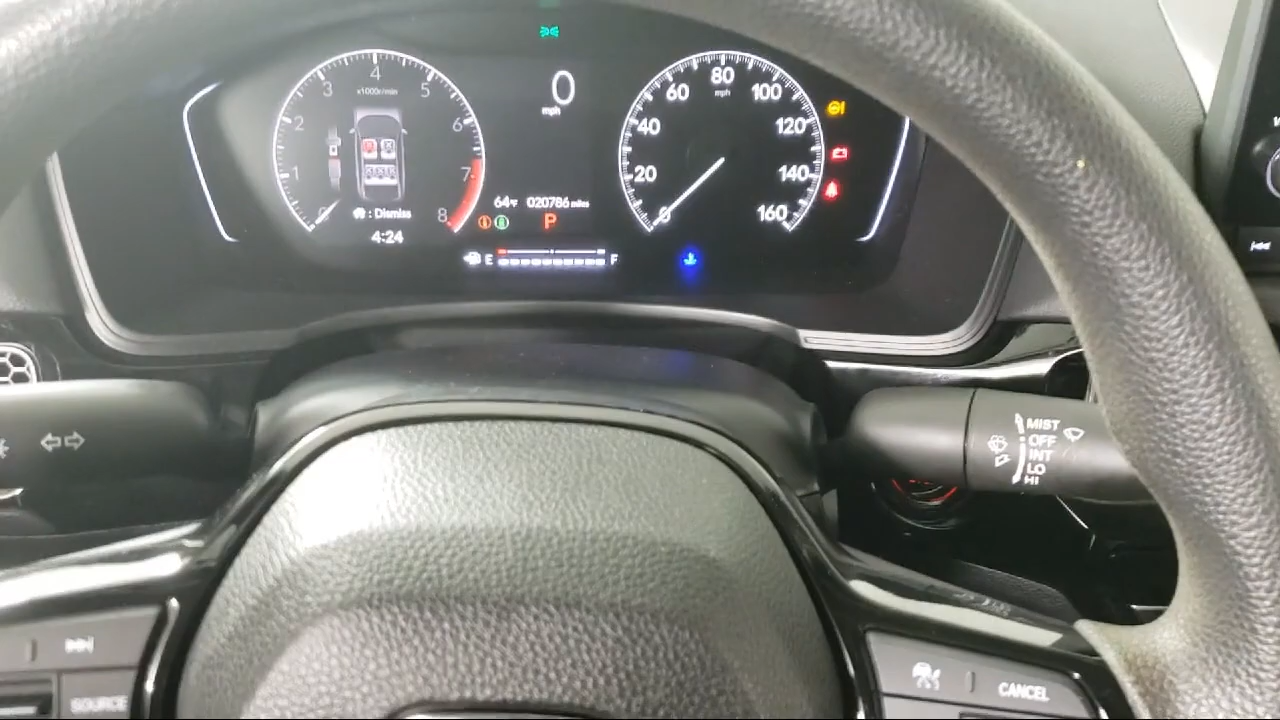 4
x1000r/min
3
5
2
6
1
7
8
: Dismiss
4:24
0
mph
64°F 020786 miles
P
E
F
80
mph
60
100
40
120
20
140
0
160
MIST
OFF
INT
LO
HI
SOURCE
CANCEL